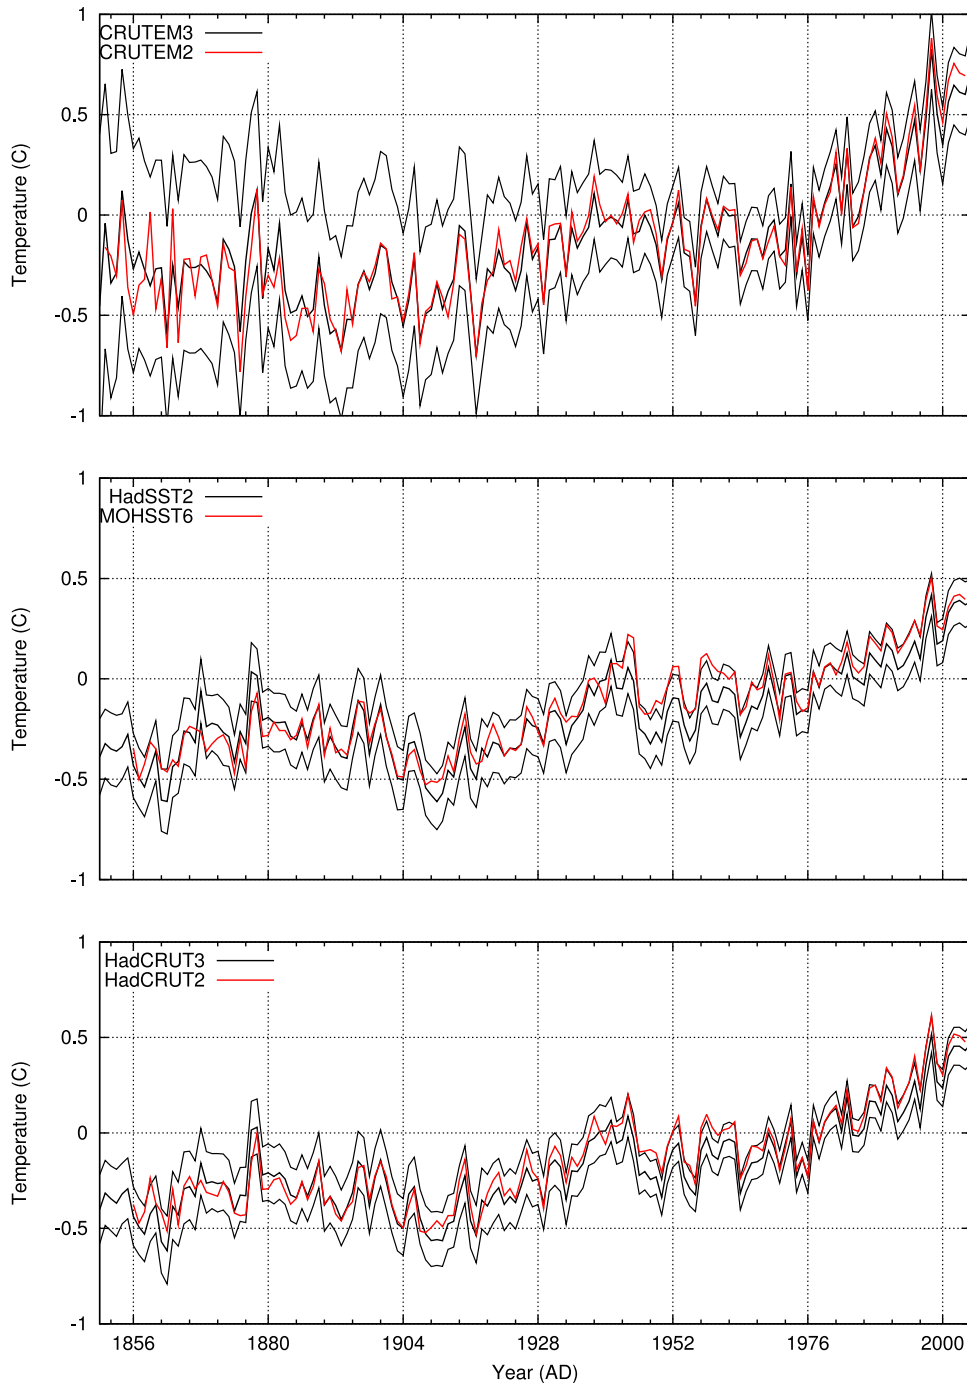 1
CRUTEM3
CRUTEM2
0.5
Temperature (C)
0
-0.5
-1
1
HadSST2
MOHSST6
0.5
Temperature (C)
0
-0.5
-1
1
HadCRUT3
HadCRUT2
0.5
Temperature (C)
0
-0.5
-1
1856 1880 1904 1928 1952 1976 2000
Year (AD)